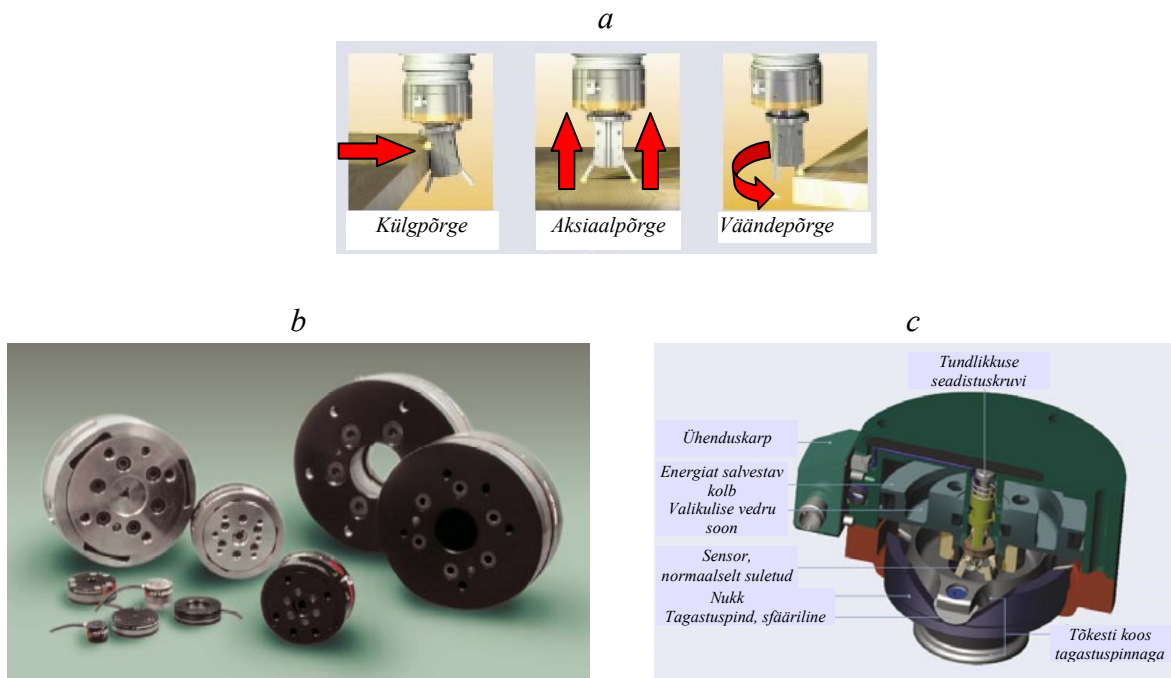 a
Külgpõrge
Aksiaalpõrge
Väändepõrge
b
c
Tundlikkuse
seadistuskruvi
Ühenduskarp
Energiat salvestav
kolb
Valikulise vedru
soon
Sensor,
normaalselt suletud
Nukk
Tagastuspind, sfääriline
Tõkesti koos
tagastuspinnaga